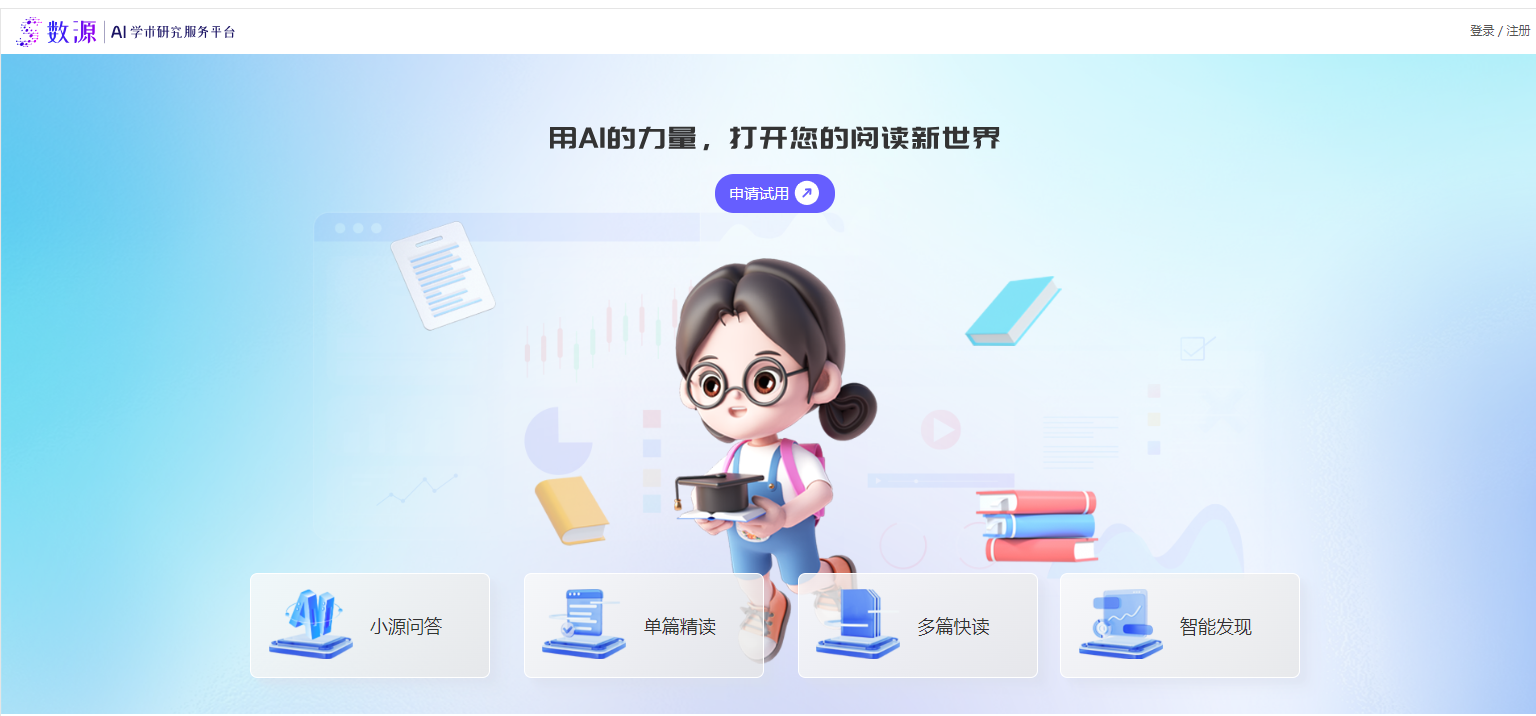 数源 AI 学术研究服务平台
登录 / 注册
用AI的力量，打开您的阅读新世界
申请试用
AI 小源问答
单篇精读
多篇快读
智能发现